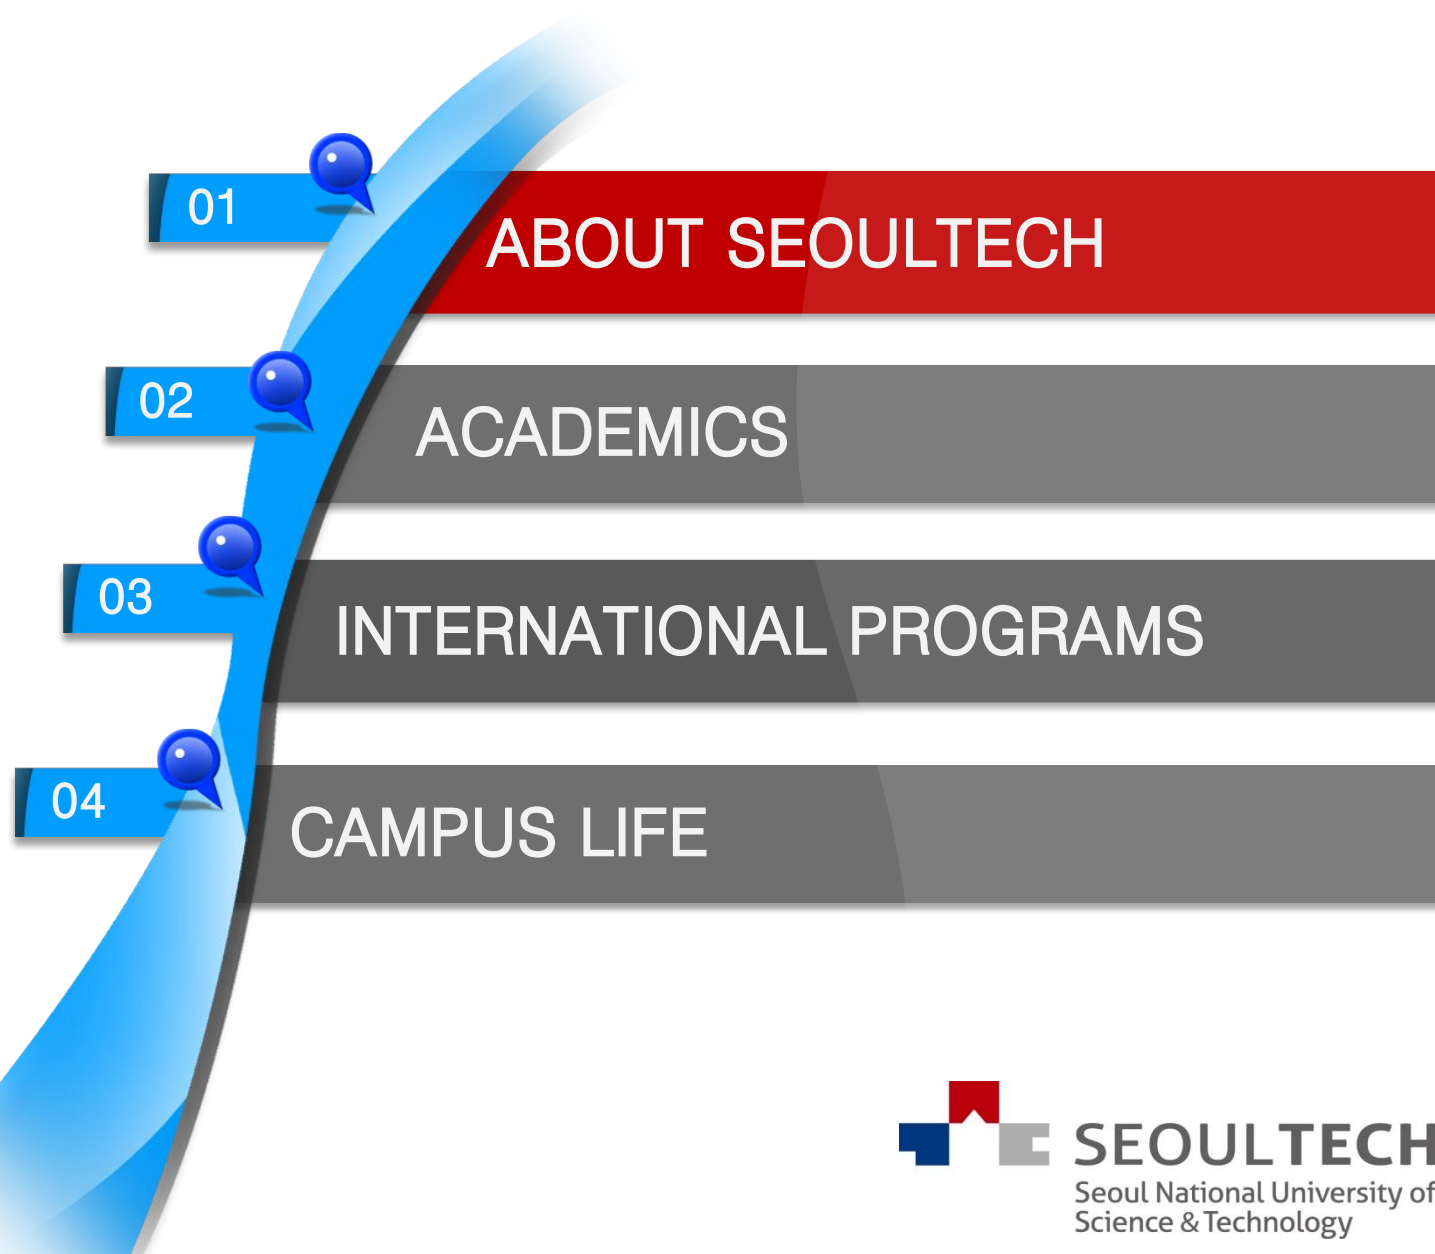 01
ABOUT SEOULTECH
02
ACADEMICS
03
INTERNATIONAL PROGRAMS
04
CAMPUS LIFE
SEOULTECH
Seoul National University of
Science & Technology